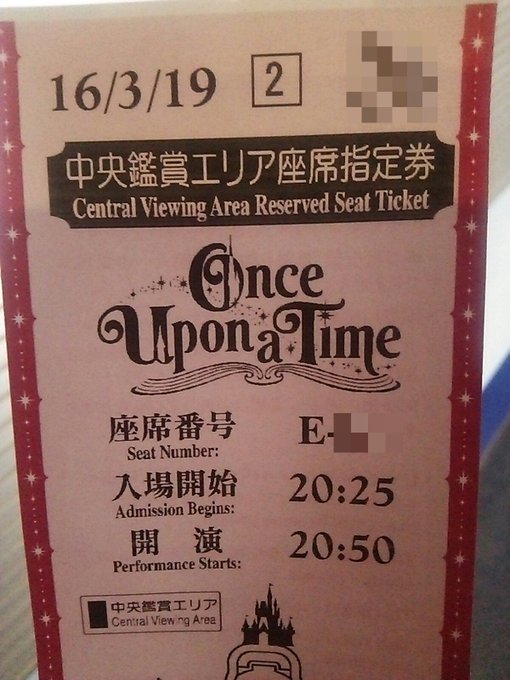 16/3/19 2
中央鑑賞エリア座席指定券
Central Viewing Area Reserved Seat Ticket
Once
Upon a Time
座席番号 E-
Seat Number:
入場開始 20:25
Admission Begins:
開 演 20:50
Performance Starts:
中央鑑賞エリア
Central Viewing Area